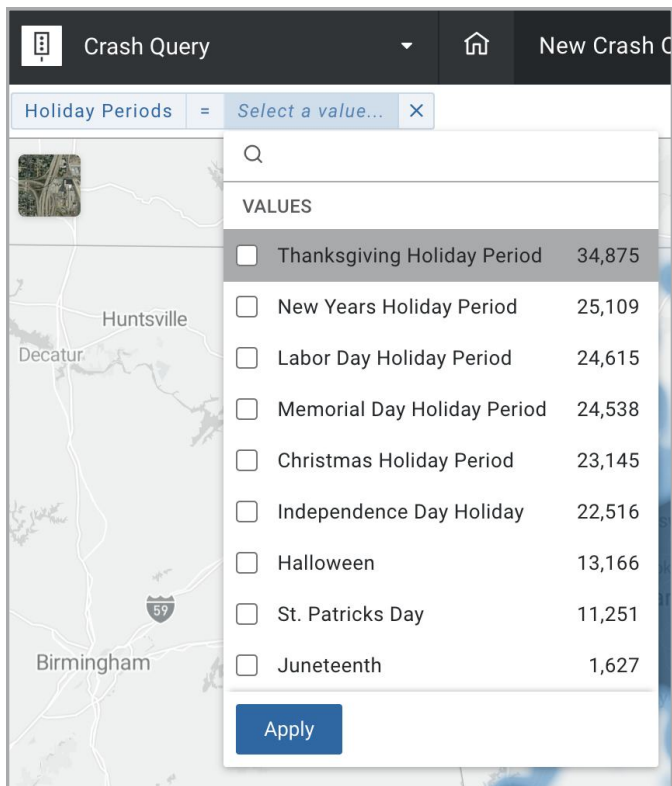 Crash Query
New Crash
Holiday Periods = Select a value...
VALUES
Thanksgiving Holiday Period 34,875
New Years Holiday Period 25,109
Labor Day Holiday Period 24,615
Memorial Day Holiday Period 24,538
Christmas Holiday Period 23,145
Independence Day Holiday 22,516
Halloween 13,166
St. Patricks Day 11,251
Juneteenth 1,627
Apply
Huntsville
Decatur
59
Birmingham